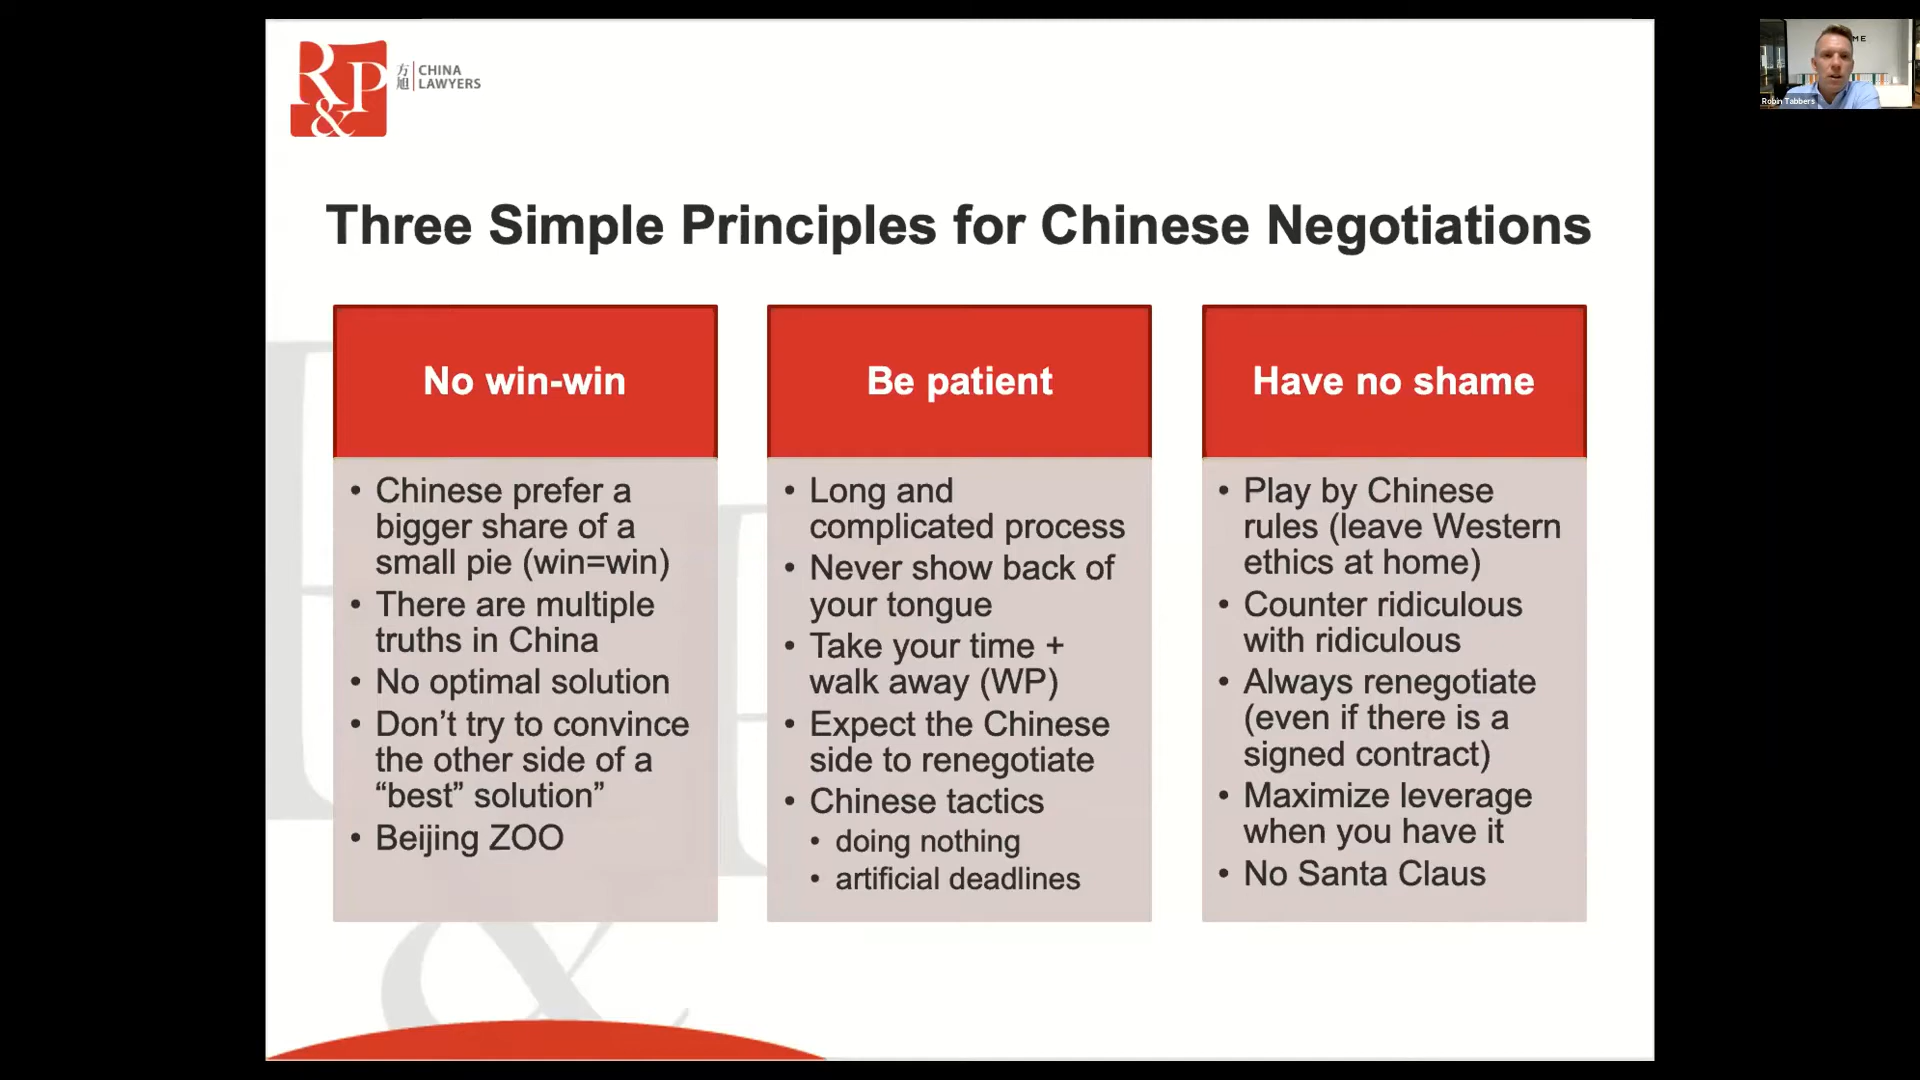 R&P
方旭
CHINA
LAWYERS
ME
Robin Tabbers
Three Simple Principles for Chinese Negotiations
No win-win
• Chinese prefer a
bigger share of a
small pie (win=win)
• There are multiple
truths in China
• No optimal solution
• Don’t try to convince
the other side of a
“best” solution”
• Beijing ZOO
Be patient
• Long and
complicated process
• Never show back of
your tongue
• Take your time +
walk away (WP)
• Expect the Chinese
side to renegotiate
• Chinese tactics
• doing nothing
• artificial deadlines
Have no shame
• Play by Chinese
rules (leave Western
ethics at home)
• Counter ridiculous
with ridiculous
• Always renegotiate
(even if there is a
signed contract)
• Maximize leverage
when you have it
• No Santa Claus